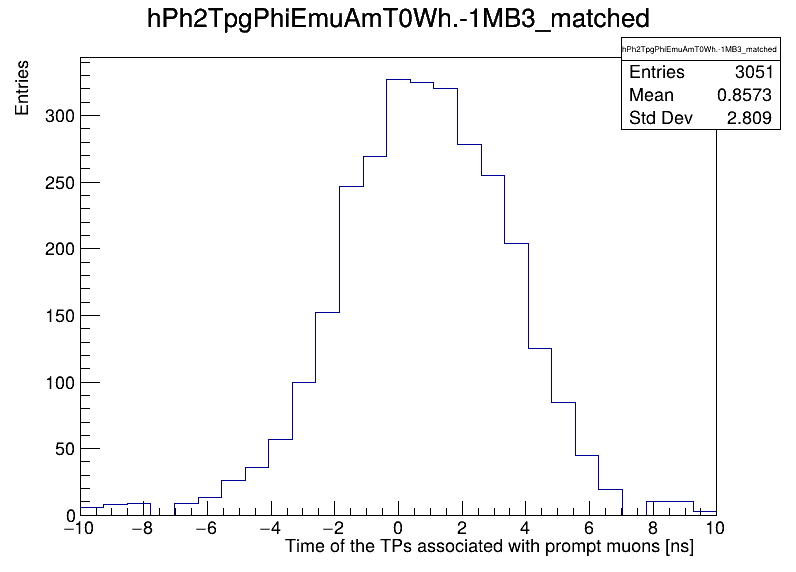 hPh2TpgPhiEmuAmT0Wh.-1MB3_matched
hPh2TpgPhiEmuAmT0Wh.-1MB3_matched
Entries 3051
Mean 0.8573
Std Dev 2.809
Entries
300
250
200
150
100
50
0
−10 −8 −6 −4 −2 0 2 4 6 8 10
Time of the TPs associated with prompt muons [ns]